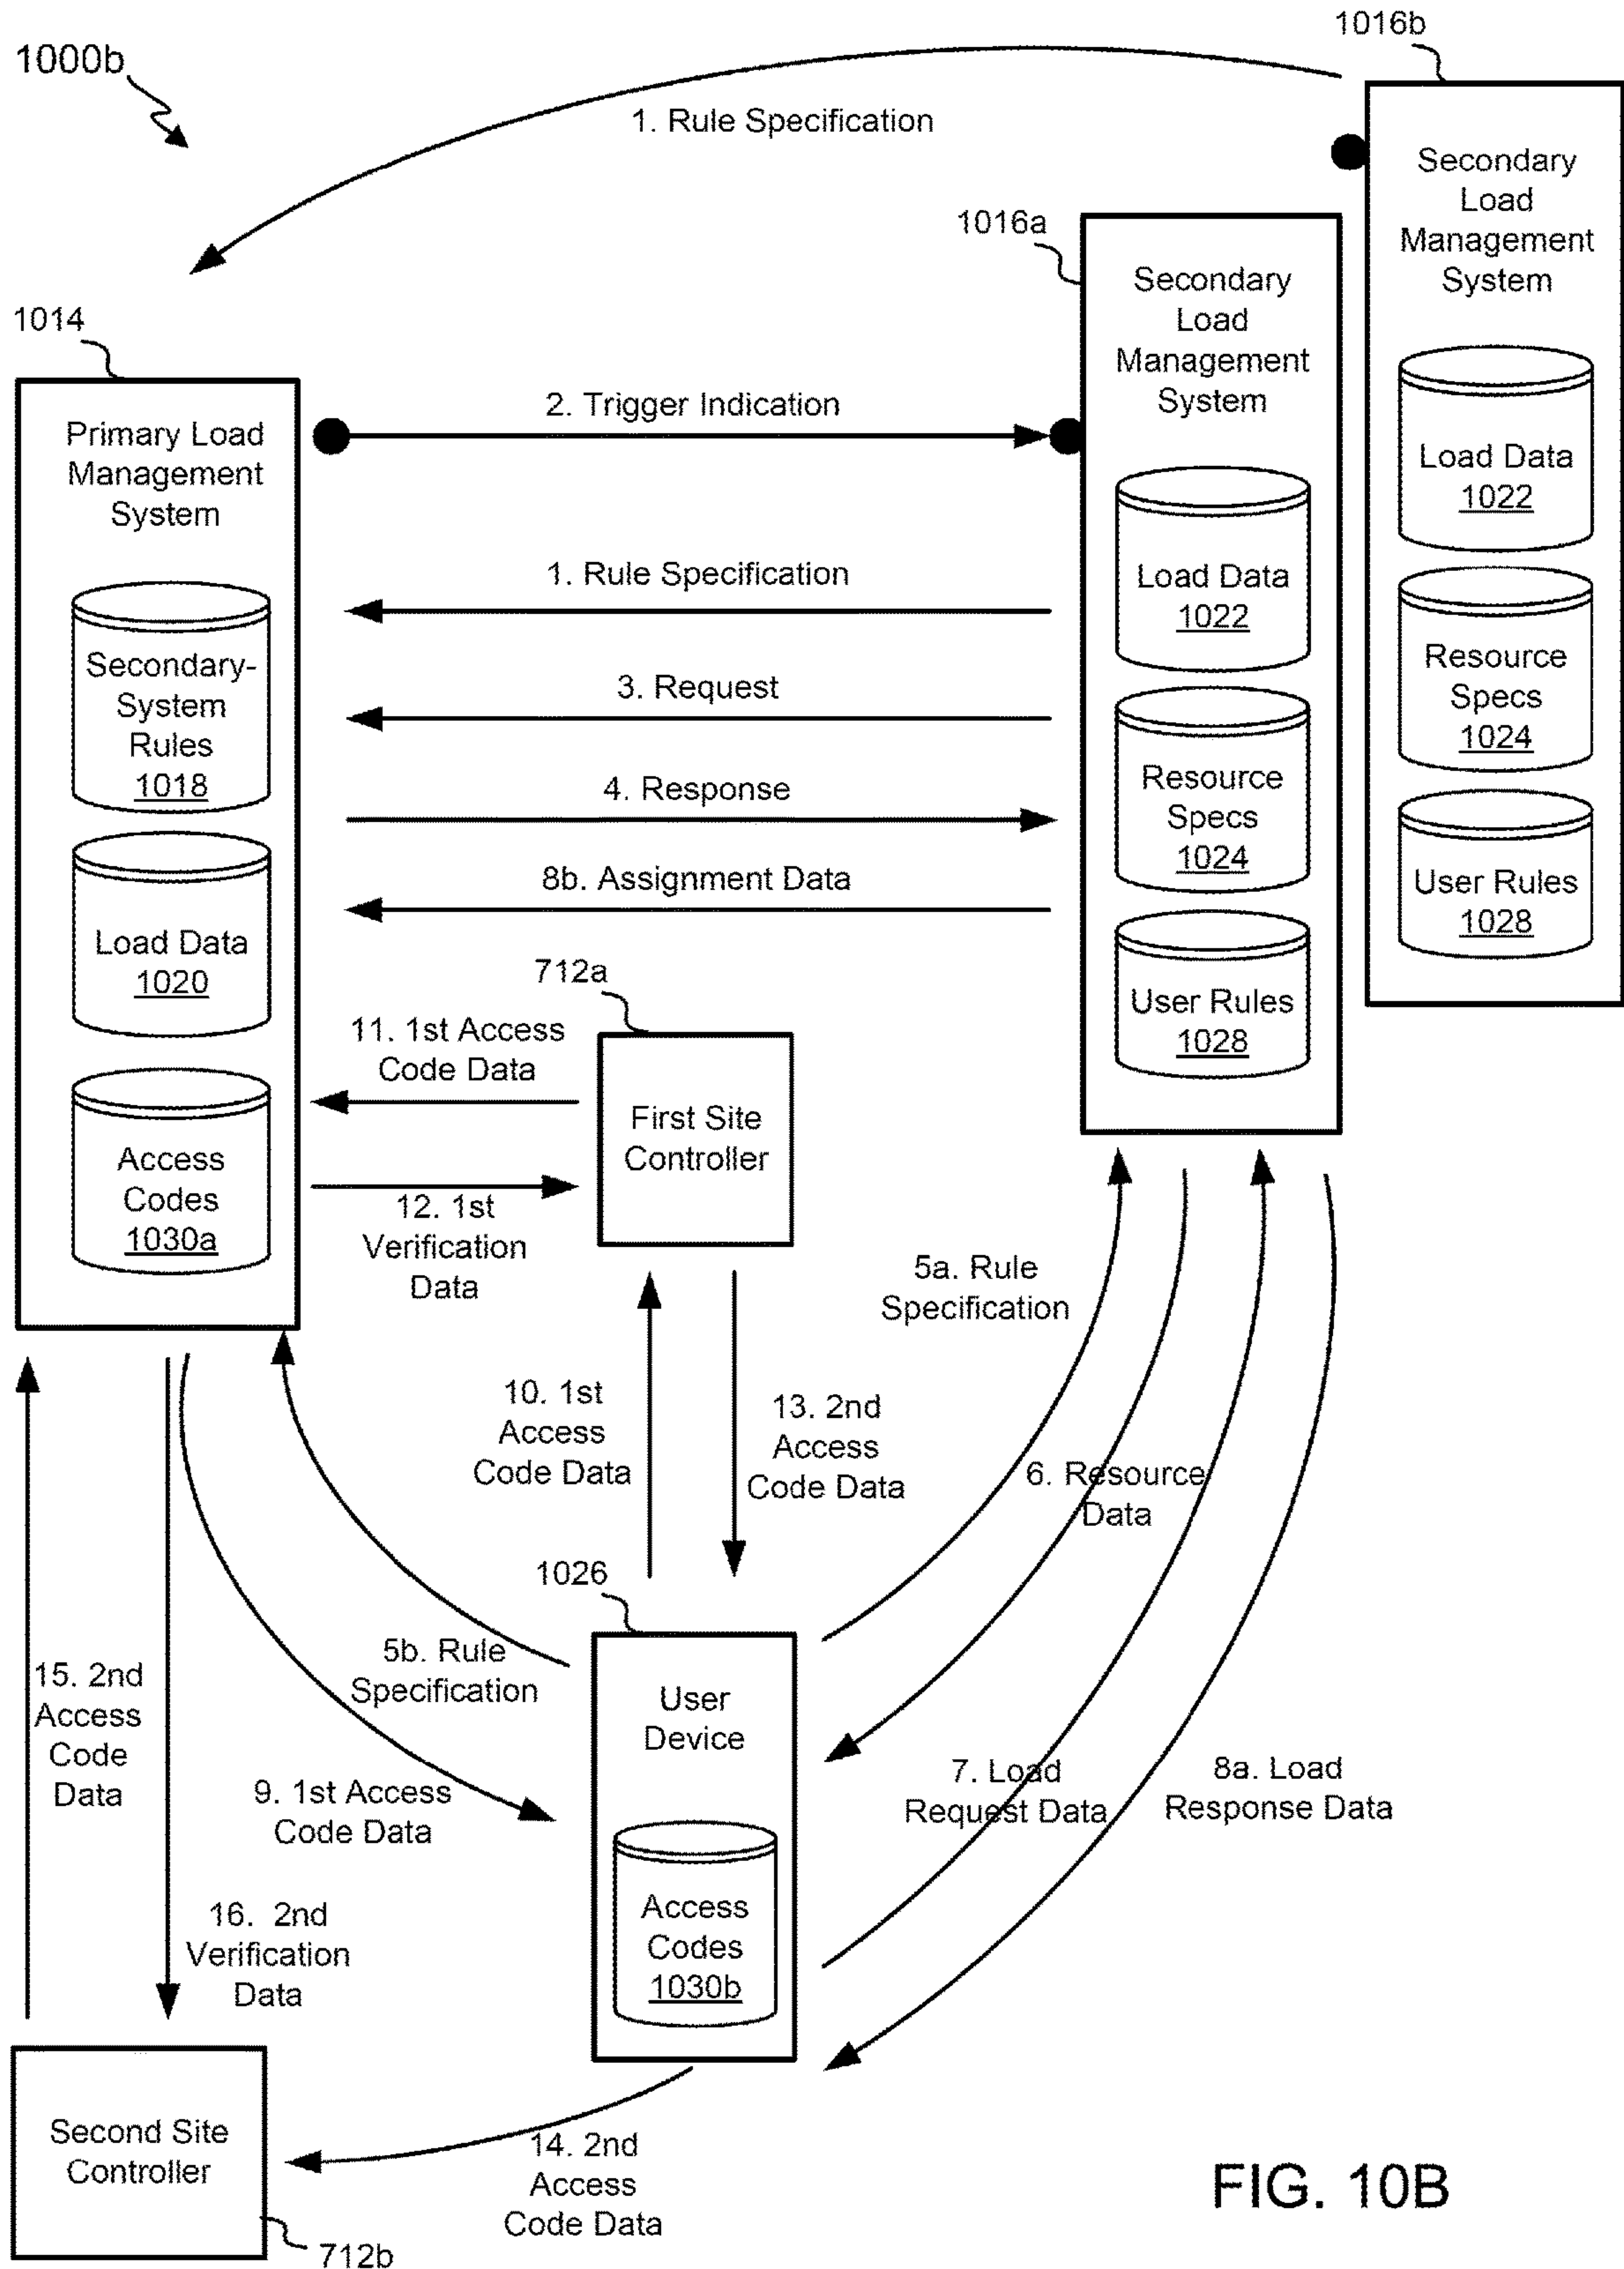 1016b
1000b
1. Rule Specification
Secondary
Load
Management
System
1016a
Secondary
Load
Management
System
1014
Load Data
1022
2. Trigger Indication
Primary Load
Management
System
1. Rule Specification
Load Data
1022
Resource
Specs
1024
Secondary-
System
Rules
1018
3. Request
4. Response
Resource
Specs
1024
User Rules
1028
8b. Assignment Data
Load Data
1020
712a
User Rules
1028
11. 1st Access
Code Data
First Site
Controller
Access
Codes
1030a
12. 1st
Verification
Data
5a. Rule
Specification
10. 1st
Access
Code Data
13. 2nd
Access
Code Data
6. Resource
Data
1026
5b. Rule
Specification
15. 2nd
Access
Code
Data
User
Device
9. 1st Access
Code Data
7. Load
Request Data
8a. Load
Response Data
Access
Codes
1030b
16. 2nd
Verification
Data
Second Site
Controller
14. 2nd
Access
Code Data
712b
FIG. 10B